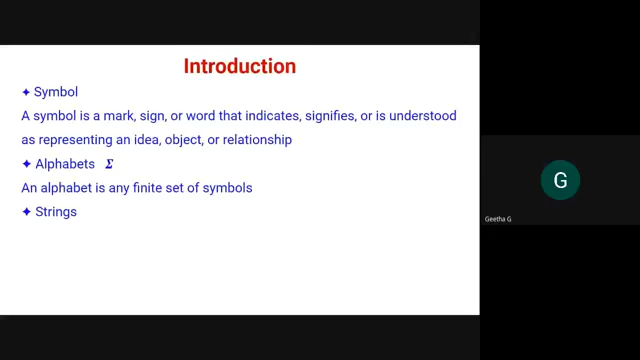 Introduction
✦ Symbol
A symbol is a mark, sign, or word that indicates, signifies, or is understood
as representing an idea, object, or relationship
✦ Alphabets Σ
An alphabet is any finite set of symbols
✦ Strings
G
Geetha G